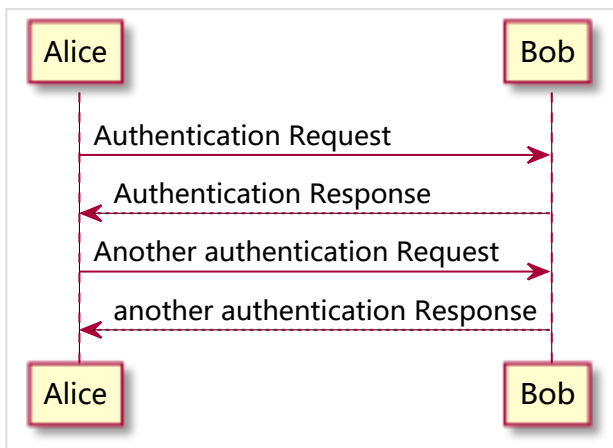 Alice Bob
Authentication Request
Authentication Response
Another authentication Request
another authentication Response
Alice Bob